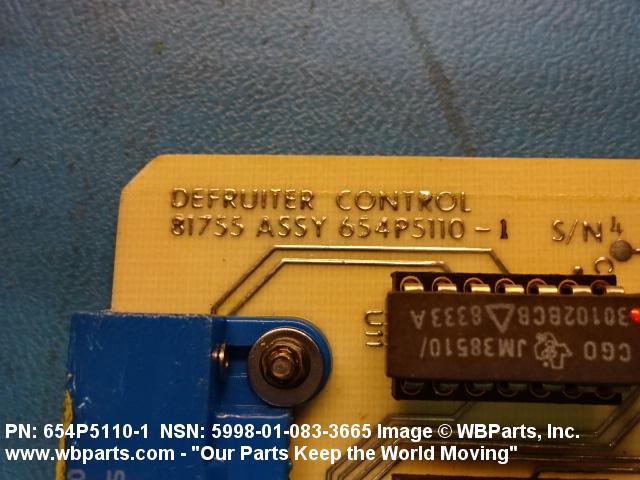 DEFRUITER CONTROL
81755 ASSY 654P5110-1 S/N 4
U11
CGO JM38510/
30102BCB 8333A
PN: 654P5110-1 NSN: 5998-01-083-3665 Image © WBParts, Inc.
www.wbparts.com - "Our Parts Keep the World Moving"